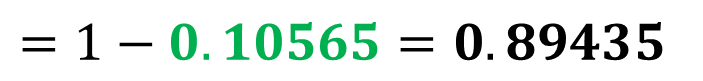 = 1 − 0.10565 = 0.89435